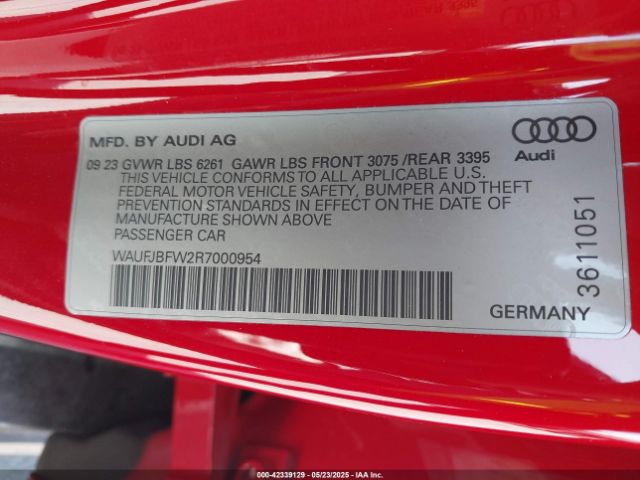 MFD. BY AUDI AG
09 23 GVWR LBS 6261 GAWR LBS FRONT 3075 /REAR 3395
THIS VEHICLE CONFORMS TO ALL APPLICABLE U.S.
FEDERAL MOTOR VEHICLE SAFETY, BUMPER AND THEFT
PREVENTION STANDARDS IN EFFECT ON THE DATE OF
MANUFACTURE SHOWN ABOVE
PASSENGER CAR
WAUFJBFW2R7000954
Audi
3611051
GERMANY
000-42339129 - 05/23/2025 - IAA, Inc.